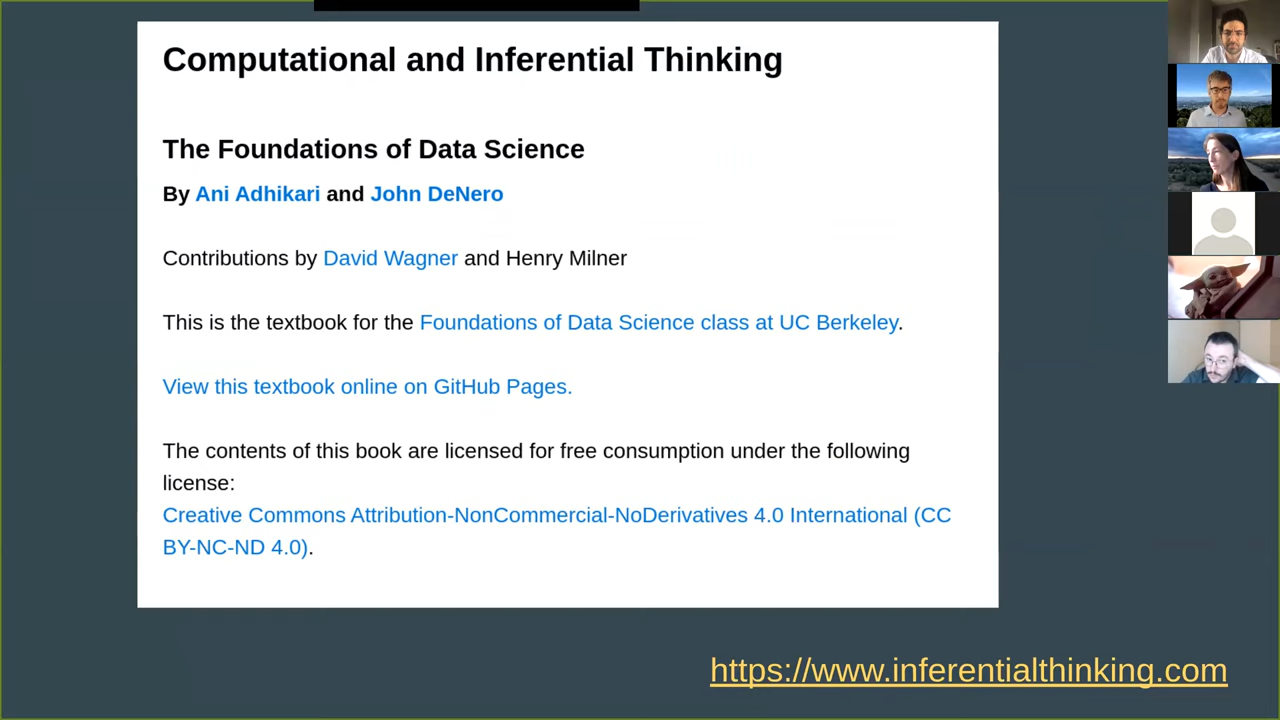 Computational and Inferential Thinking
The Foundations of Data Science
By Ani Adhikari and John DeNero
Contributions by David Wagner and Henry Milner
This is the textbook for the Foundations of Data Science class at UC Berkeley.
View this textbook online on GitHub Pages.
The contents of this book are licensed for free consumption under the following
license:
Creative Commons Attribution-NonCommercial-NoDerivatives 4.0 International (CC
BY-NC-ND 4.0).
https://www.inferentialthinking.com